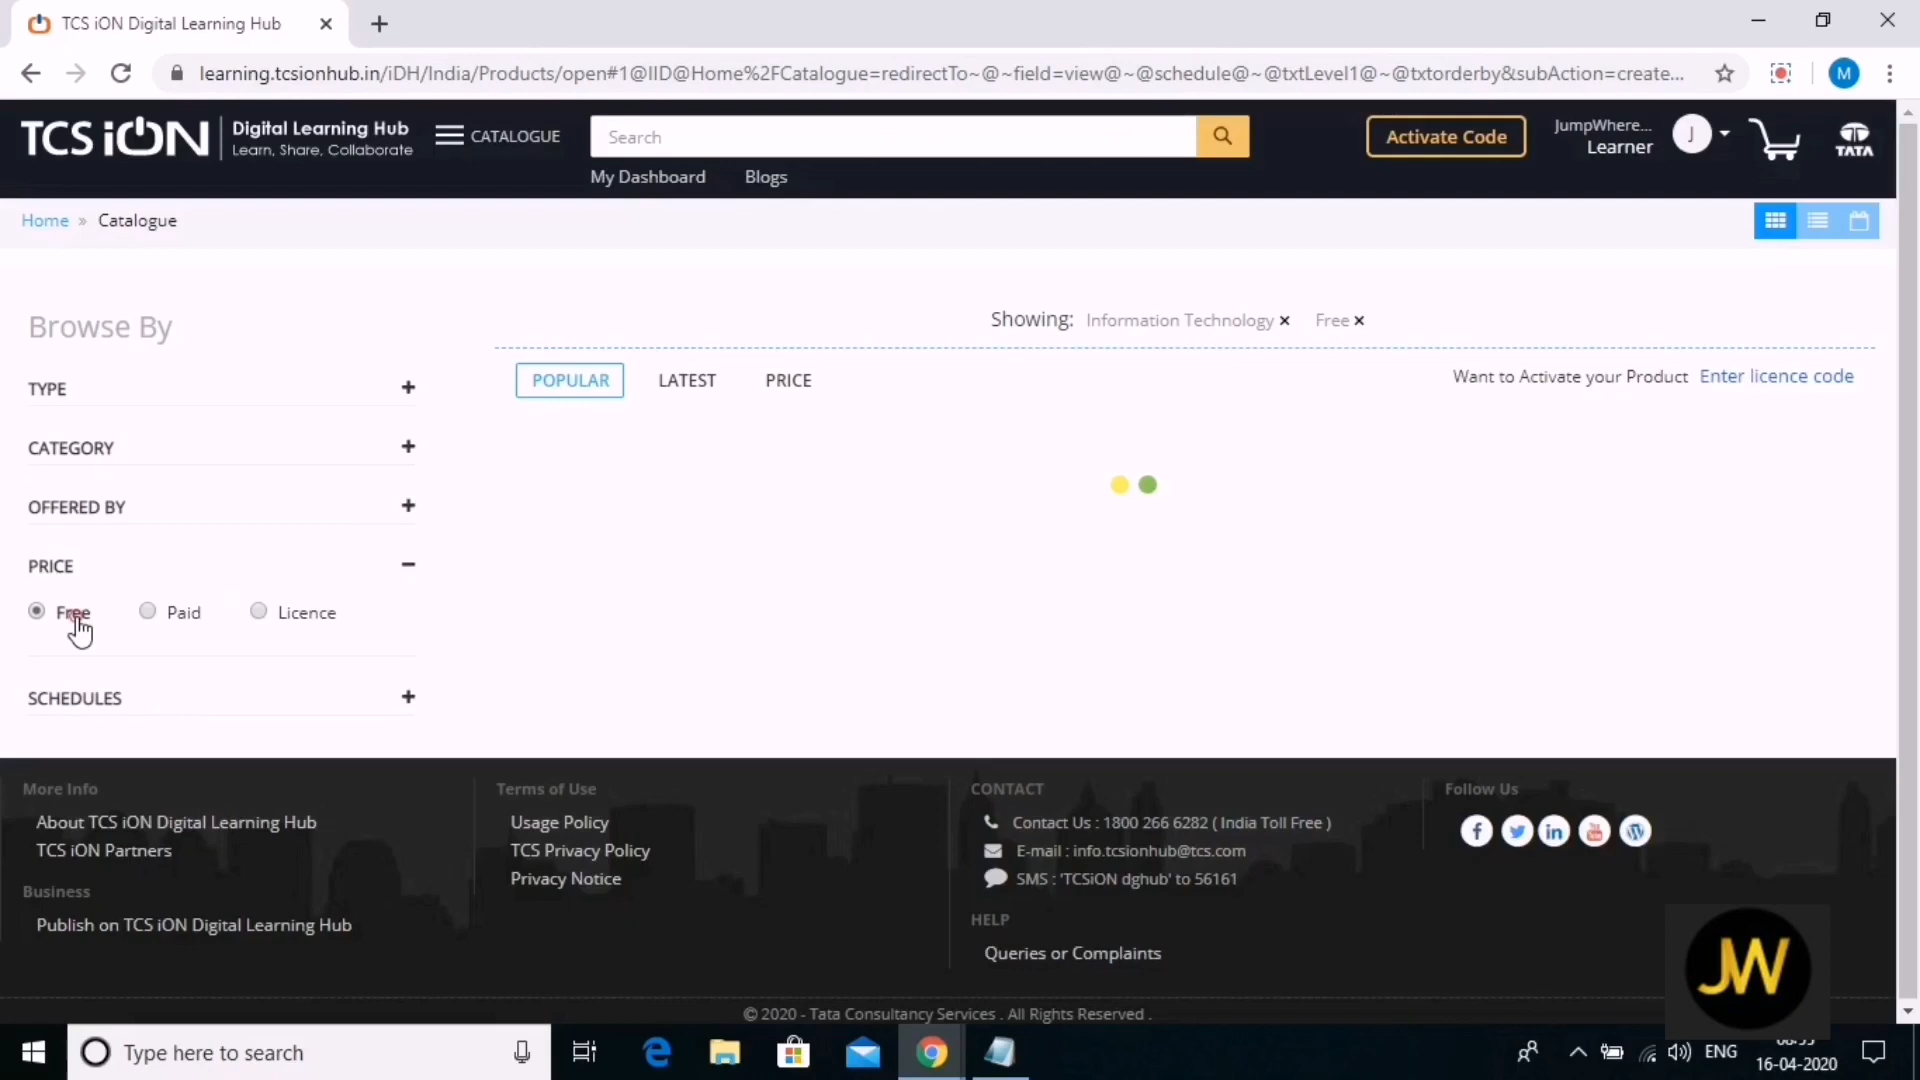 TCS iON Digital Learning Hub
learning.tcsionhub.in/iDH/India/Products/open#1@IID@Home%2FCatalogue=redirectTo~@~field=view@~@schedule@~@txtLevel1@~@txtorderby&subAction=create...
M
TCS iON Digital Learning Hub
Learn, Share, Collaborate
CATALOGUE
Search
Activate Code
JumpWhere...
Learner
J
TATA
My Dashboard Blogs
Home » Catalogue
Browse By
Showing: Information Technology × Free ×
TYPE +
POPULAR LATEST PRICE
Want to Activate your Product Enter licence code
CATEGORY +
OFFERED BY +
PRICE −
Free Paid Licence
SCHEDULES +
More Info
About TCS iON Digital Learning Hub
TCS iON Partners
Business
Publish on TCS iON Digital Learning Hub
Terms of Use
Usage Policy
TCS Privacy Policy
Privacy Notice
CONTACT
Contact Us : 1800 266 6282 ( India Toll Free )
E-mail : info.tcsionhub@tcs.com
SMS : 'TCSiON dghub' to 56161
HELP
Queries or Complaints
Follow Us
JW
© 2020 - Tata Consultancy Services . All Rights Reserved .
Type here to search
ENG
16-04-2020